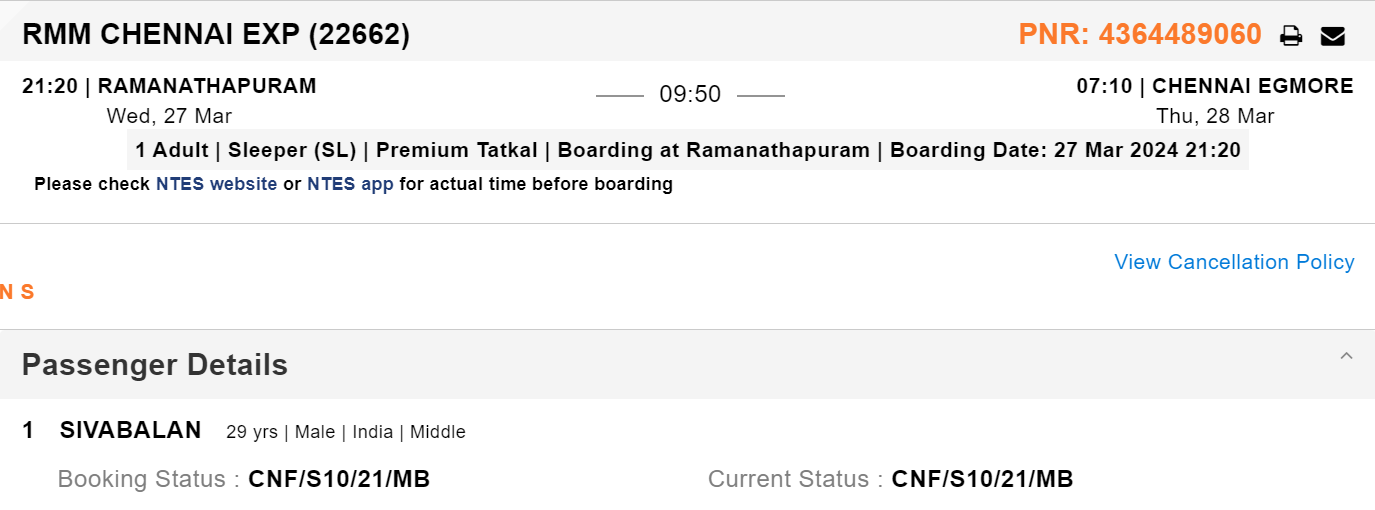 RMM CHENNAI EXP (22662) PNR: 4364489060
21:20 | RAMANATHAPURAM 09:50 07:10 | CHENNAI EGMORE
Wed, 27 Mar Thu, 28 Mar
1 Adult | Sleeper (SL) | Premium Tatkal | Boarding at Ramanathapuram | Boarding Date: 27 Mar 2024 21:20
Please check NTES website or NTES app for actual time before boarding
View Cancellation Policy
N S
Passenger Details
1 SIVABALAN 29 yrs | Male | India | Middle
Booking Status : CNF/S10/21/MB Current Status : CNF/S10/21/MB